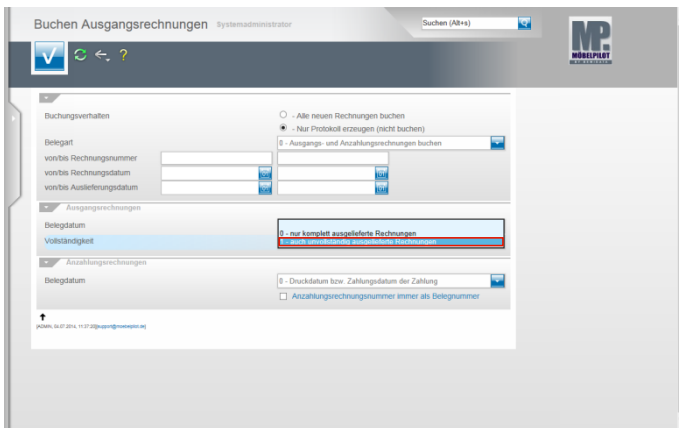 Buchen Ausgangsrechnungen Systemadministrator
Suchen (Alt+s)
MP
MÖBELPILOT
?
Buchungsverhalten
- Alle neuen Rechnungen buchen
- Nur Protokoll erzeugen (nicht buchen)
Belegart
0 - Ausgangs- und Anzahlungsrechnungen buchen
von/bis Rechnungsnummer
von/bis Rechnungsdatum
von/bis Auslieferungsdatum
Ausgangsrechnungen
Belegdatum
0 - nur komplett ausgelieferte Rechnungen
Vollständigkeit
1 - auch unvollständig ausgelieferte Rechnungen
Anzahlungsrechnungen
Belegdatum
0 - Druckdatum bzw. Zahlungsdatum der Zahlung
Anzahlungsrechnungsnummer immer als Belegnummer